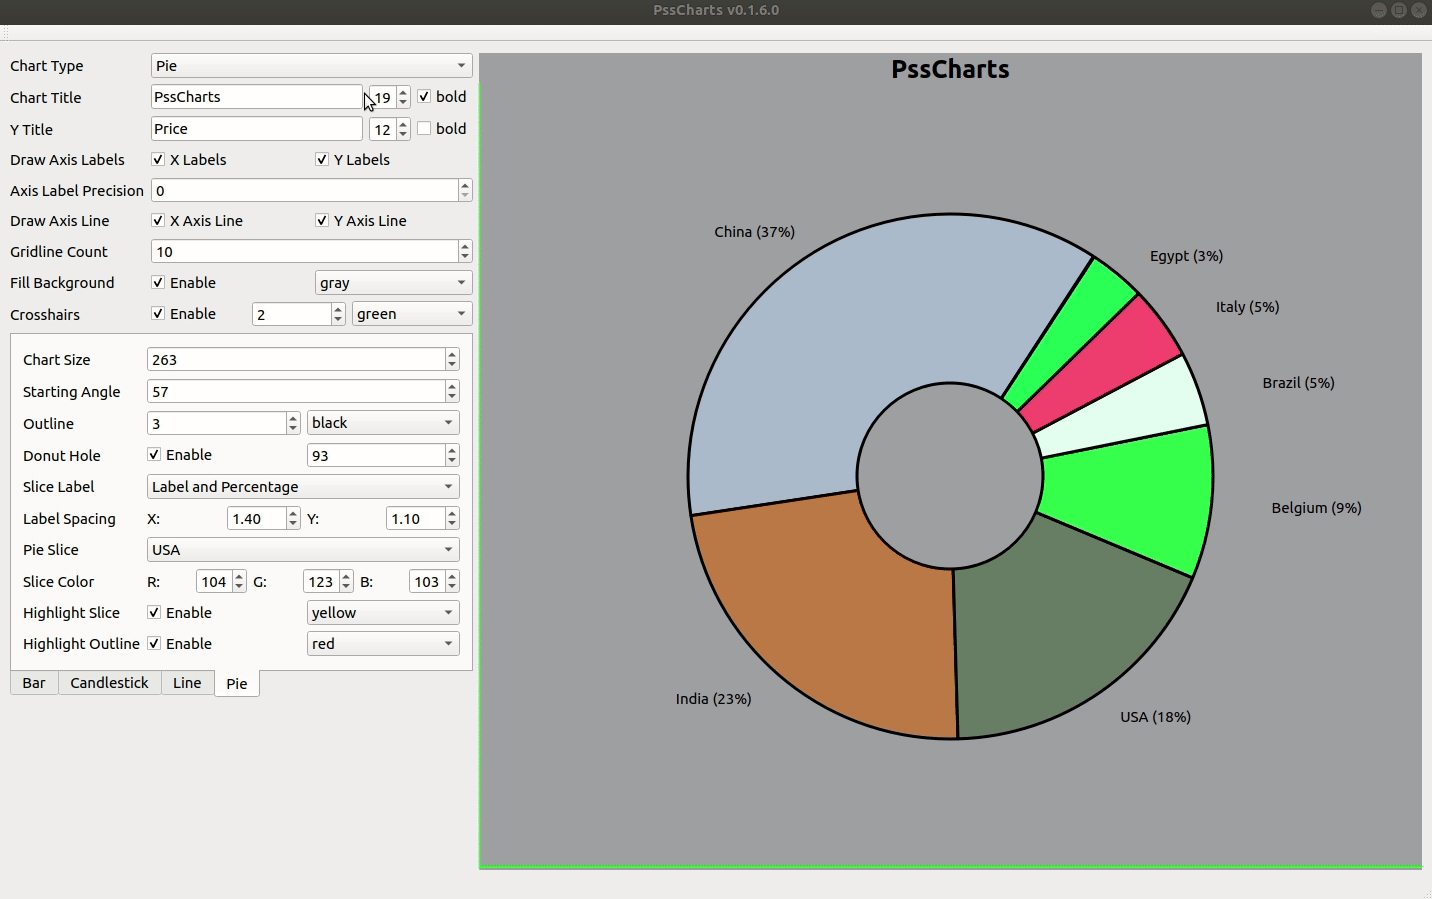 PssCharts v0.1.6.0
Chart Type Pie
Chart Title PssCharts 19 bold
Y Title Price 12 bold
Draw Axis Labels X Labels Y Labels
Axis Label Precision 0
Draw Axis Line X Axis Line Y Axis Line
Gridline Count 10
Fill Background Enable gray
Crosshairs Enable 2 green
Chart Size 263
Starting Angle 57
Outline 3 black
Donut Hole Enable 93
Slice Label Label and Percentage
Label Spacing X: 1.40 Y: 1.10
Pie Slice USA
Slice Color R: 104 G: 123 B: 103
Highlight Slice Enable yellow
Highlight Outline Enable red
Bar Candlestick Line Pie
PssCharts
China (37%)
Egypt (3%)
Italy (5%)
Brazil (5%)
Belgium (9%)
India (23%)
USA (18%)